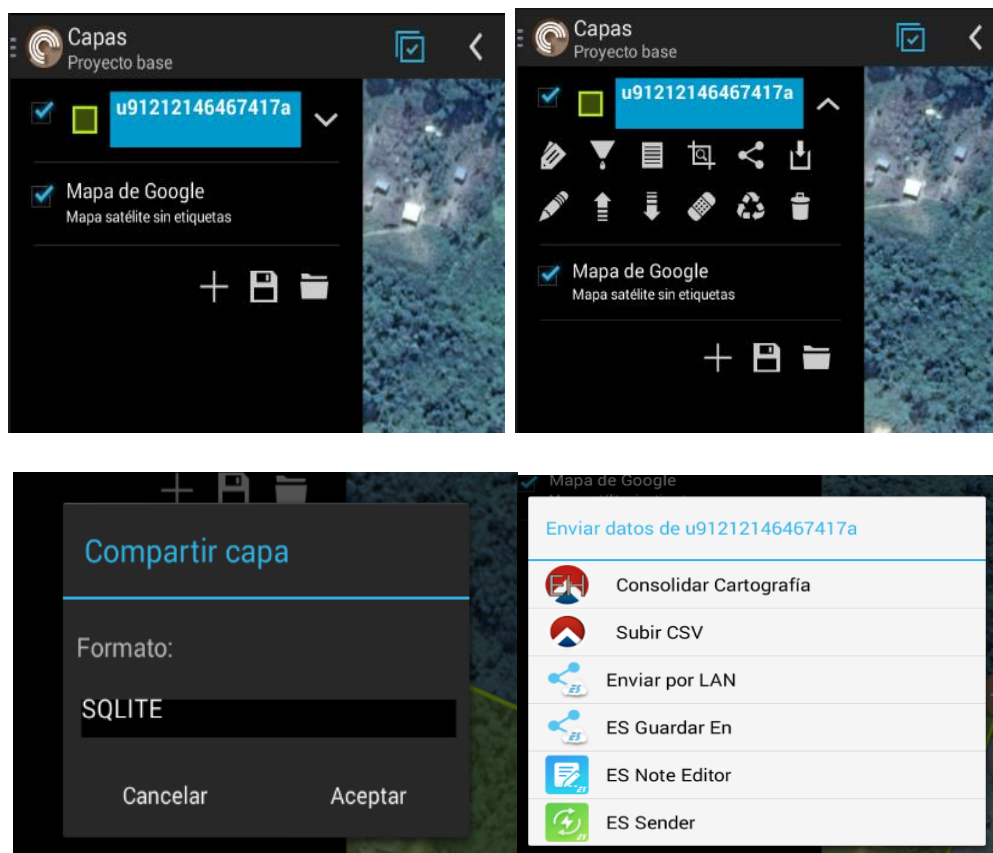 Capas
Proyecto base
u91212146467417a
Mapa de Google
Mapa satélite sin etiquetas
Capas
Proyecto base
u91212146467417a
Mapa de Google
Mapa satélite sin etiquetas
Compartir capa
Formato:
SQLITE
Cancelar Aceptar
Mapa de Google
Enviar datos de u91212146467417a
EH Consolidar Cartografía
Subir CSV
Enviar por LAN
ES Guardar En
ES Note Editor
ES Sender